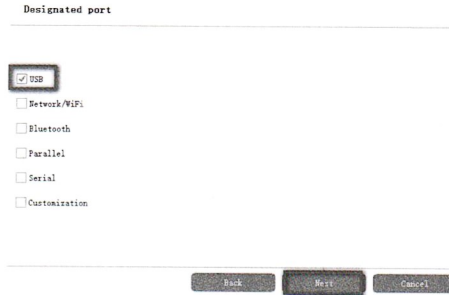 Designated port
USB
Network/WiFi
Bluetooth
Parallel
Serial
Customization
Back Next Cancel